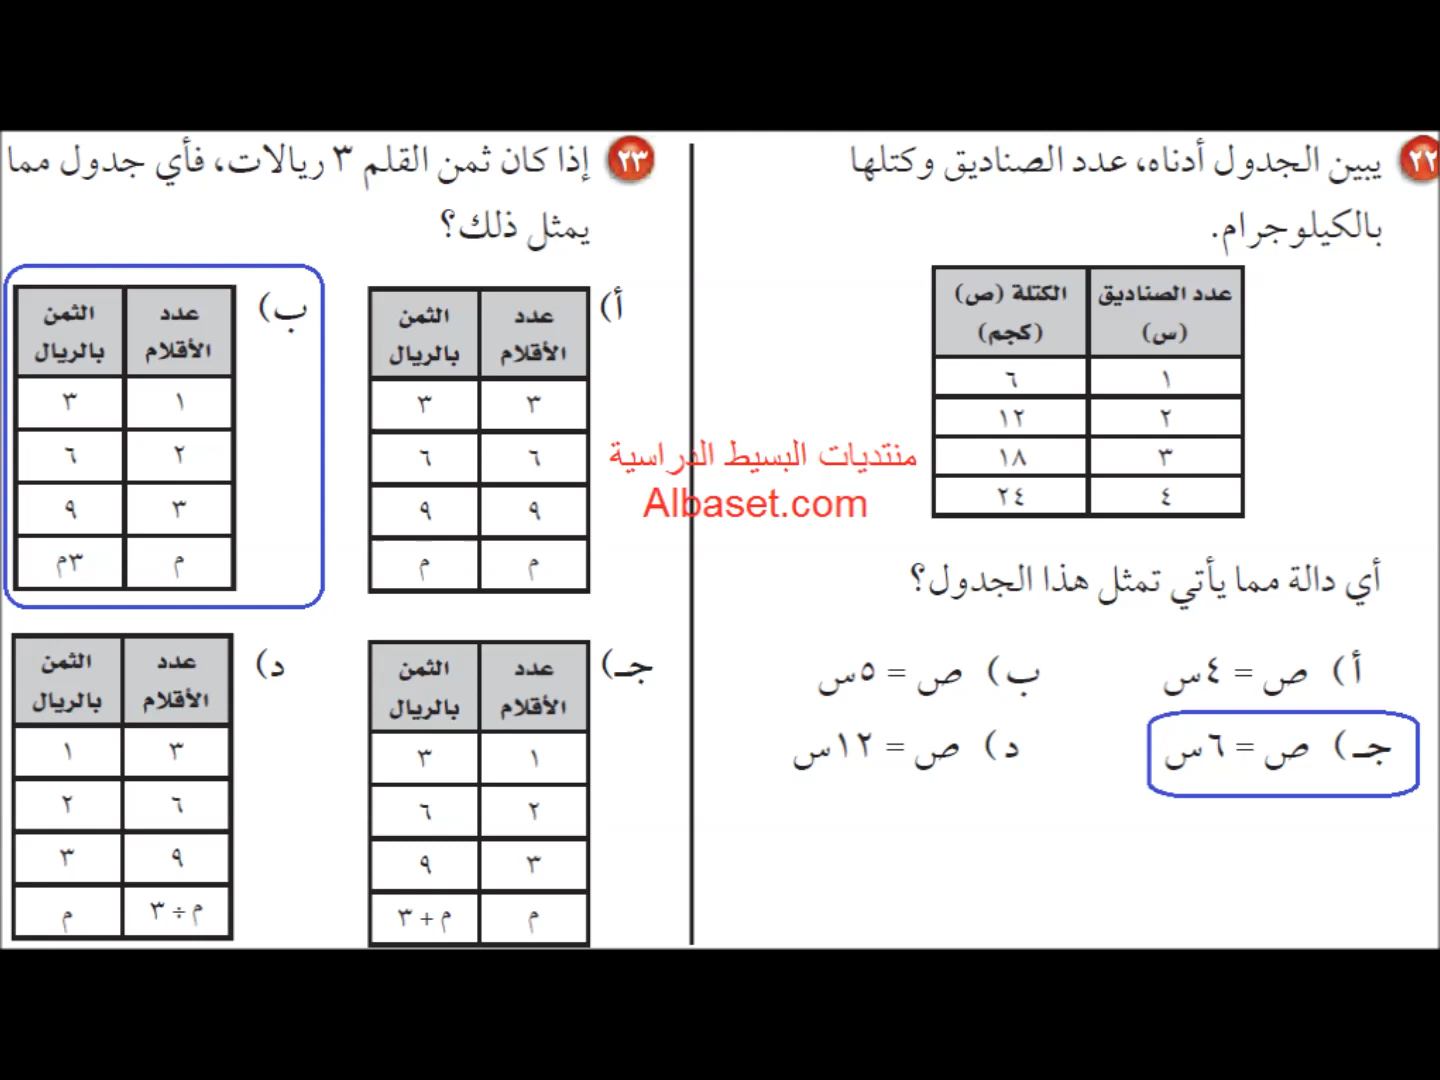 ٢٢ يبين الجدول أدناه، عدد الصناديق وكتلها
بالكيلوجرام.
عدد الصناديق (س) الكتلة (ص) (كجم)
١ ٦
٢ ١٢
٣ ١٨
٤ ٢٤
أي دالة مما يأتي تمثل هذا الجدول؟
أ) ص = ٤س ب) ص = ٥س
جـ) ص = ٦س د) ص = ١٢س
٢٣ إذا كان ثمن القلم ٣ ريالات، فأي جدول مما
يمثل ذلك؟
أ)
عدد الأقلام الثمن بالريال
٣ ٣
٦ ٦
٩ ٩
م م
ب)
عدد الأقلام الثمن بالريال
١ ٣
٢ ٦
٣ ٩
م ٣م
جـ)
عدد الأقلام الثمن بالريال
١ ٣
٢ ٦
٣ ٩
م م + ٣
د)
عدد الأقلام الثمن بالريال
٣ ١
٦ ٢
٩ ٣
م ÷ ٣ م
منتديات البسيط الدراسية
Albaset.com